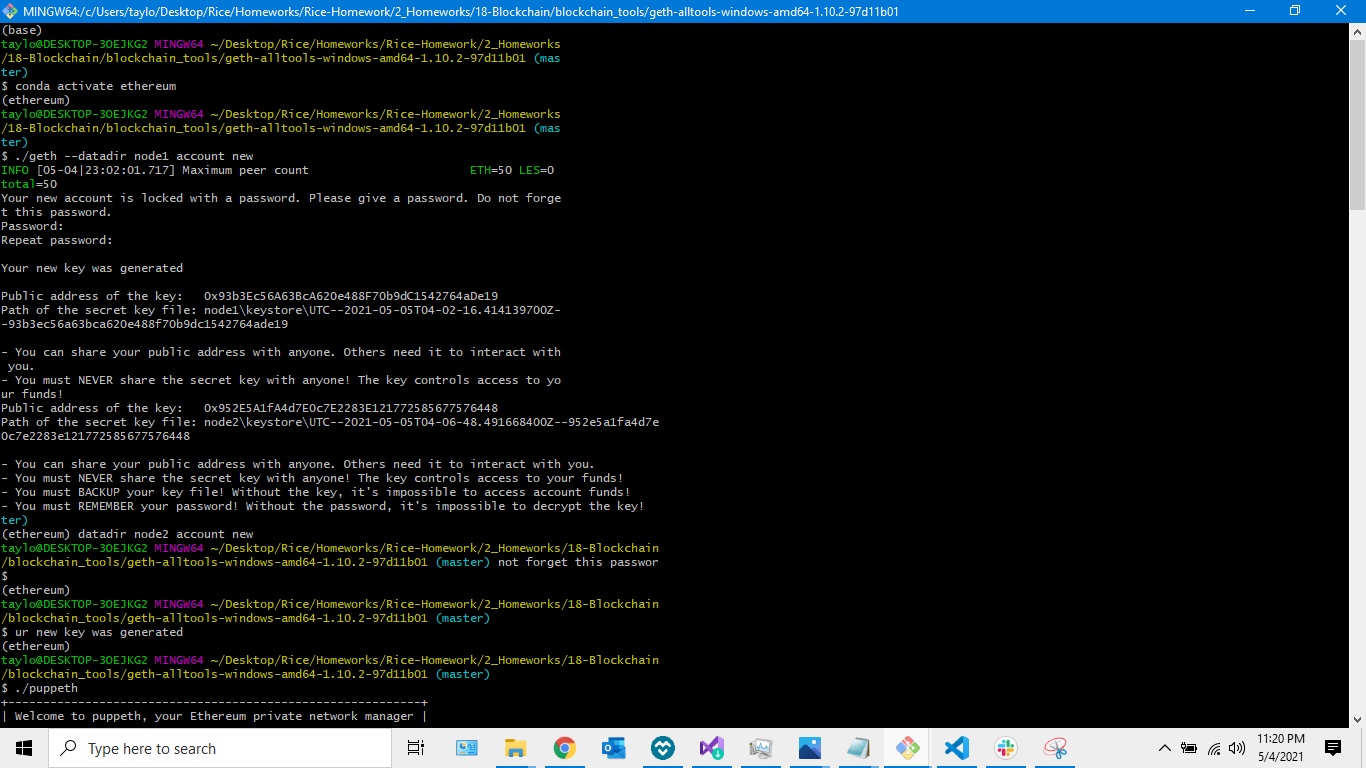 MINGW64:/c/Users/taylo/Desktop/Rice/Homeworks/Rice-Homework/2_Homeworks/18-Blockchain/blockchain_tools/geth-alltools-windows-amd64-1.10.2-97d11b01
(base)
taylo@DESKTOP-3OEJKG2 MINGW64 ~/Desktop/Rice/Homeworks/Rice-Homework/2_Homeworks
/18-Blockchain/blockchain_tools/geth-alltools-windows-amd64-1.10.2-97d11b01 (mas
ter)
$ conda activate ethereum
(ethereum)
taylo@DESKTOP-3OEJKG2 MINGW64 ~/Desktop/Rice/Homeworks/Rice-Homework/2_Homeworks
/18-Blockchain/blockchain_tools/geth-alltools-windows-amd64-1.10.2-97d11b01 (mas
ter)
$ ./geth --datadir node1 account new
INFO [05-04|23:02:01.717] Maximum peer count                       ETH=50 LES=0
total=50
Your new account is locked with a password. Please give a password. Do not forge
t this password.
Password:
Repeat password:
Your new key was generated
Public address of the key:   0x93b3Ec56A63BcA620e488F70b9dC1542764aDe19
Path of the secret key file: node1\keystore\UTC--2021-05-05T04-02-16.414139700Z-
-93b3ec56a63bca620e488f70b9dc1542764ade19
- You can share your public address with anyone. Others need it to interact with
 you.
- You must NEVER share the secret key with anyone! The key controls access to yo
ur funds!
Public address of the key:   0x952E5A1fA4d7E0c7E2283E121772585677576448
Path of the secret key file: node2\keystore\UTC--2021-05-05T04-06-48.491668400Z--952e5a1fa4d7e
0c7e2283e121772585677576448
- You can share your public address with anyone. Others need it to interact with you.
- You must NEVER share the secret key with anyone! The key controls access to your funds!
- You must BACKUP your key file! Without the key, it's impossible to access account funds!
- You must REMEMBER your password! Without the password, it's impossible to decrypt the key!
ter)
(ethereum) datadir node2 account new
taylo@DESKTOP-3OEJKG2 MINGW64 ~/Desktop/Rice/Homeworks/Rice-Homework/2_Homeworks/18-Blockchain
/blockchain_tools/geth-alltools-windows-amd64-1.10.2-97d11b01 (master) not forget this passwor
$
(ethereum)
taylo@DESKTOP-3OEJKG2 MINGW64 ~/Desktop/Rice/Homeworks/Rice-Homework/2_Homeworks/18-Blockchain
/blockchain_tools/geth-alltools-windows-amd64-1.10.2-97d11b01 (master)
$ ur new key was generated
(ethereum)
taylo@DESKTOP-3OEJKG2 MINGW64 ~/Desktop/Rice/Homeworks/Rice-Homework/2_Homeworks/18-Blockchain
/blockchain_tools/geth-alltools-windows-amd64-1.10.2-97d11b01 (master)
$ ./puppeth
+-----------------------------------------------------------+
| Welcome to puppeth, your Ethereum private network manager |
Type here to search
11:20 PM
5/4/2021